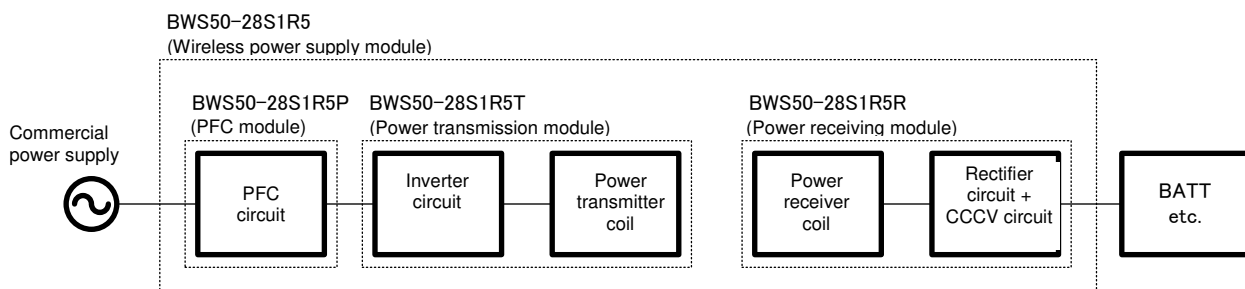 BWS50-28S1R5
(Wireless power supply module)
BWS50-28S1R5P
(PFC module)
BWS50-28S1R5T
(Power transmission module)
BWS50-28S1R5R
(Power receiving module)
Commercial
power supply
PFC
circuit
Inverter
circuit
Power
transmitter
coil
Power
receiver
coil
Rectifier
circuit +
CCCV circuit
BATT
etc.